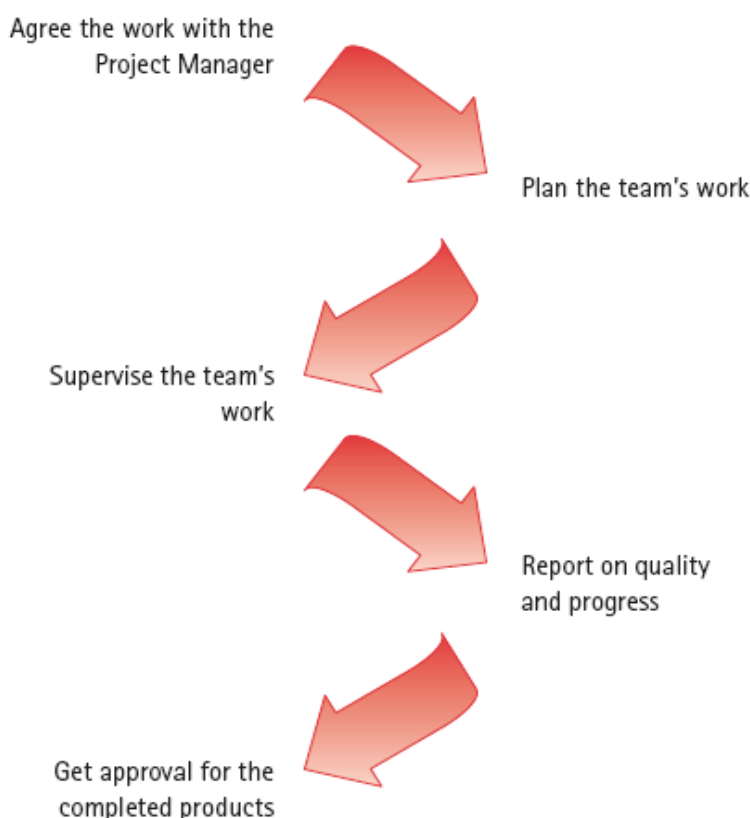 Agree the work with the
Project Manager
Plan the team's work
Supervise the team's
work
Report on quality
and progress
Get approval for the
completed products